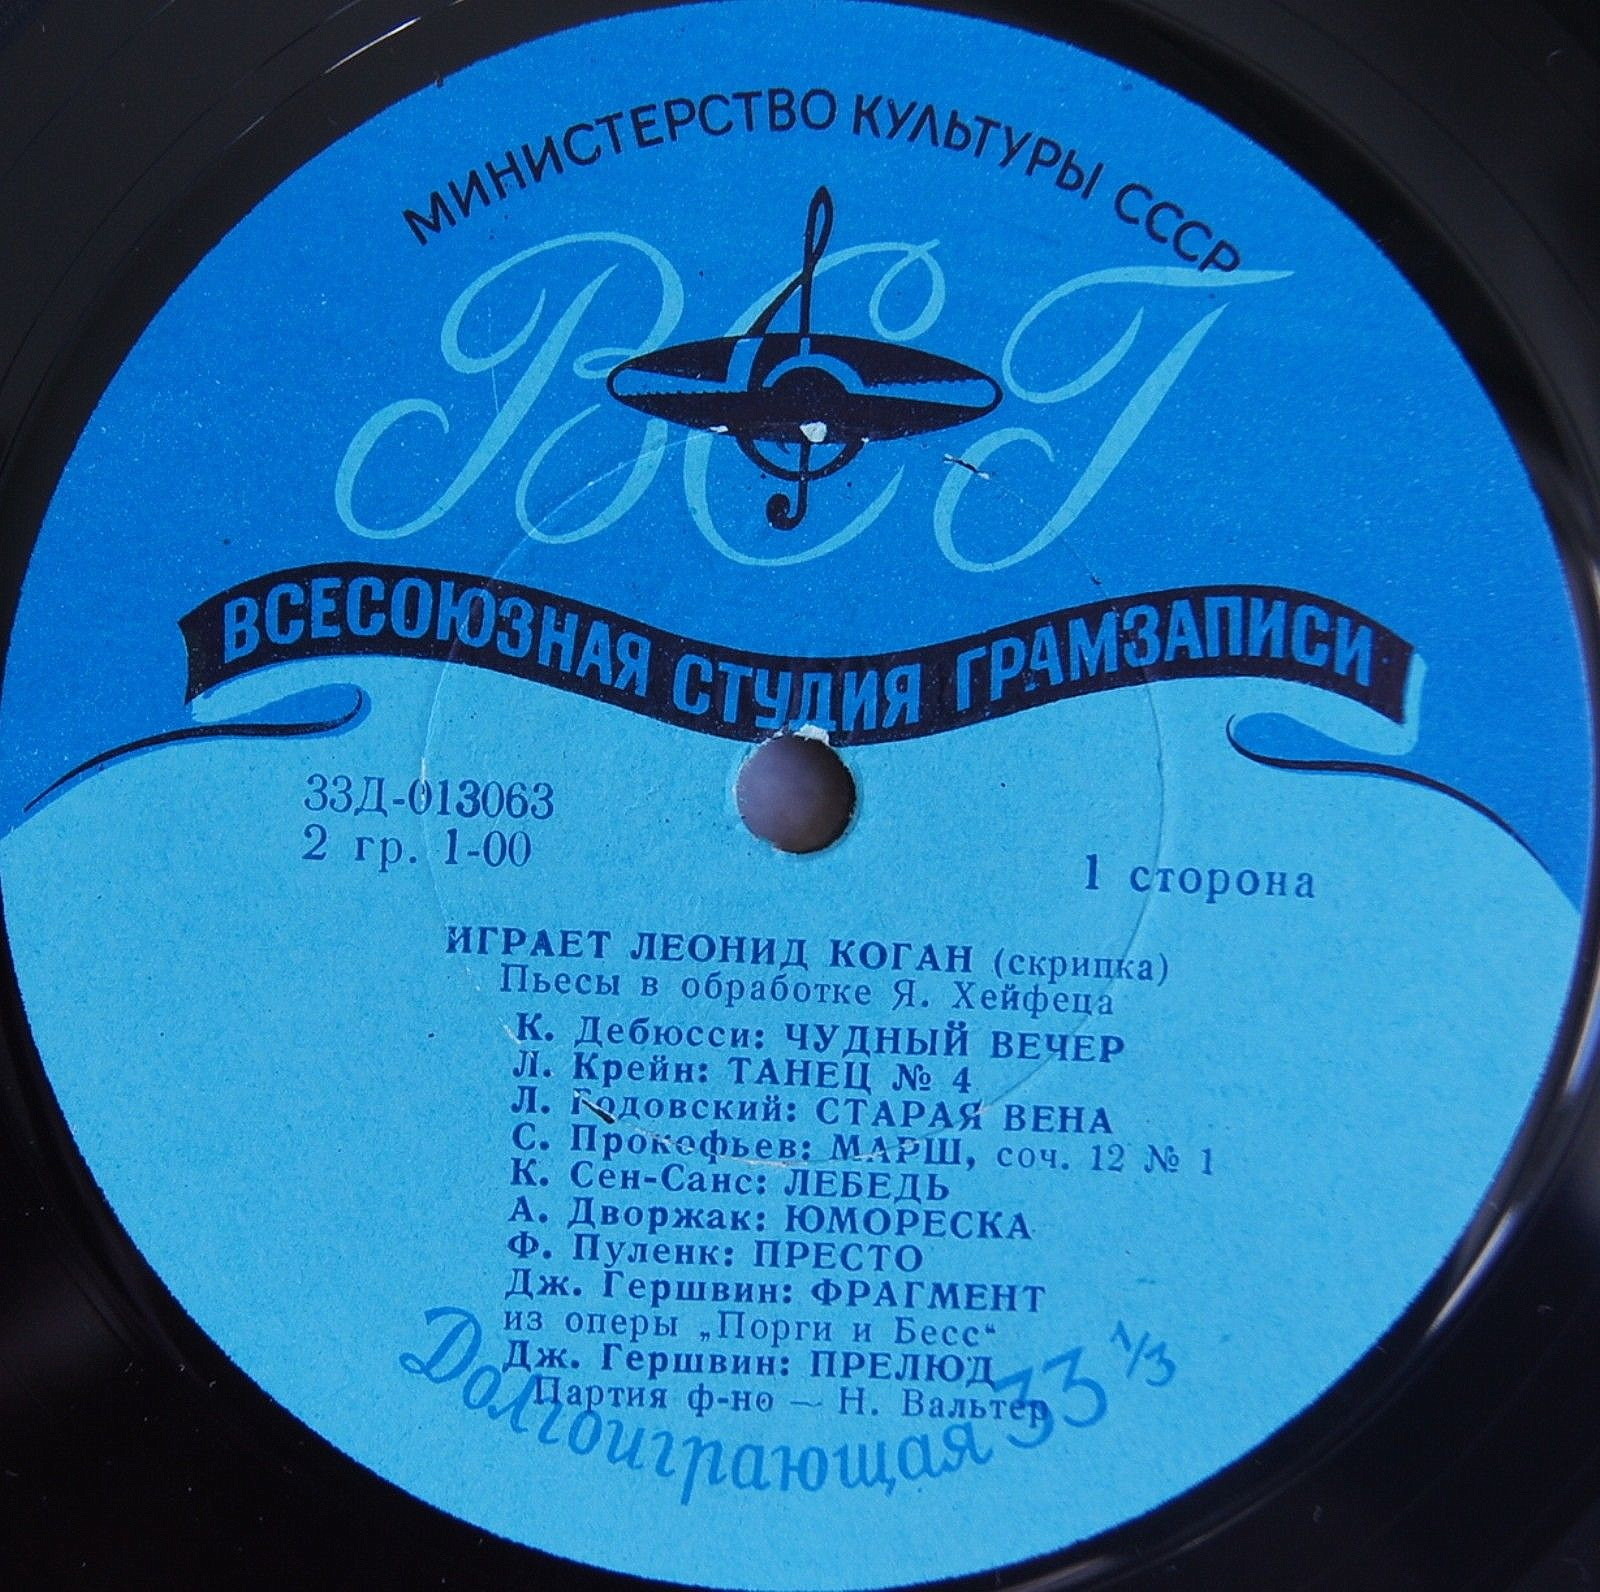 МИНИСТЕРСТВО КУЛЬТУРЫ СССР
ВСГ
ВСЕСОЮЗНАЯ СТУДИЯ ГРАМЗАПИСИ
33Д-013063
2 гр. 1-00
1 сторона
ИГРАЕТ ЛЕОНИД КОГАН (скрипка)
Пьесы в обработке Я. Хейфеца
К. Дебюсси: ЧУДНЫЙ ВЕЧЕР
Л. Крейн: ТАНЕЦ № 4
Л. Годовский: СТАРАЯ ВЕНА
С. Прокофьев: МАРШ, соч. 12 № 1
К. Сен-Санс: ЛЕБЕДЬ
А. Дворжак: ЮМОРЕСКА
Ф. Пуленк: ПРЕСТО
Дж. Гершвин: ФРАГМЕНТ
из оперы „Порги и Бесс“
Дж. Гершвин: ПРЕЛЮД
Партия ф-но — Н. Вальтер
Долгоиграющая 33 1/3